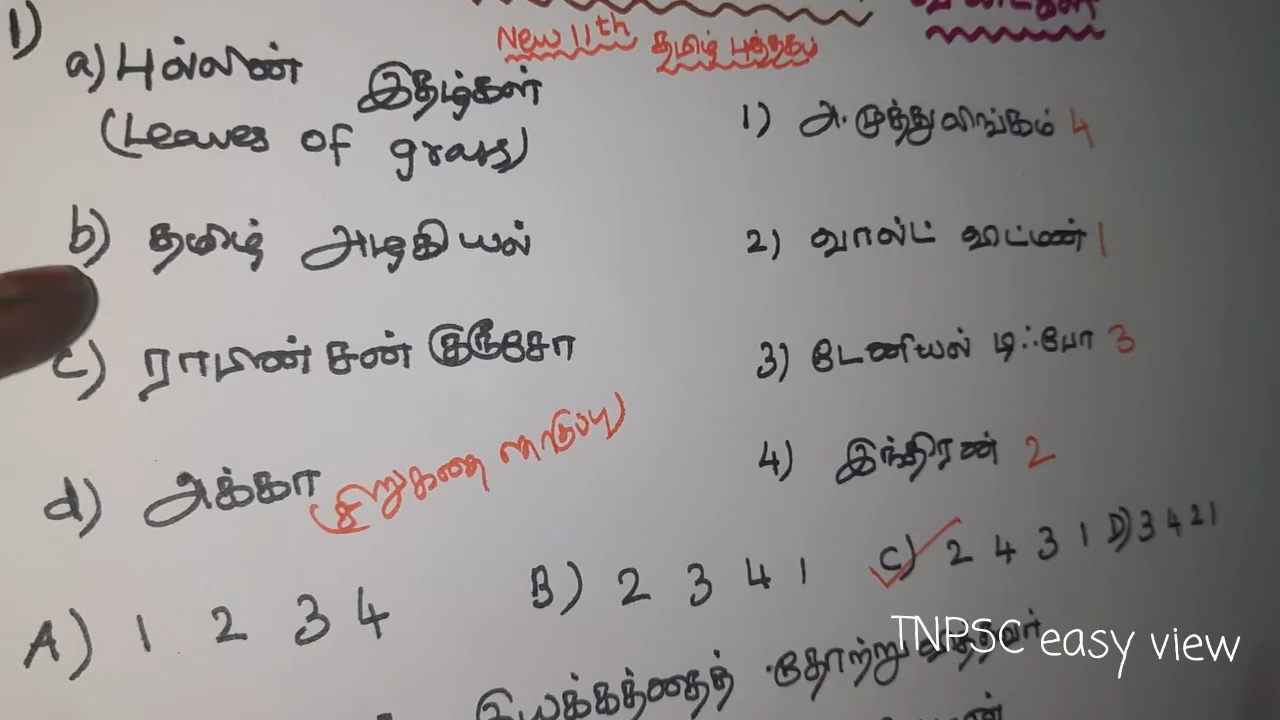 1)
New 11th தமிழ் புத்தகம்
a) புல்லின் இதழ்கள்
(Leaves of grass)
1) அ. முத்துலிங்கம் 4
b) தமிழ் அழகியல்
2) வால்ட் விட்மன் 1
c) ராபின்சன் குரூசோ
3) டேனியல் டிஃபோ 3
d) அக்கா சிறுகதை தொகுப்பு
4) இந்திரன் 2
A) 1 2 3 4
B) 2 3 4 1
C) 2 4 3 1
D) 3 4 2 1
TNPSC easy view
இயக்கத்தைத் தோற்றுவித்தவர்